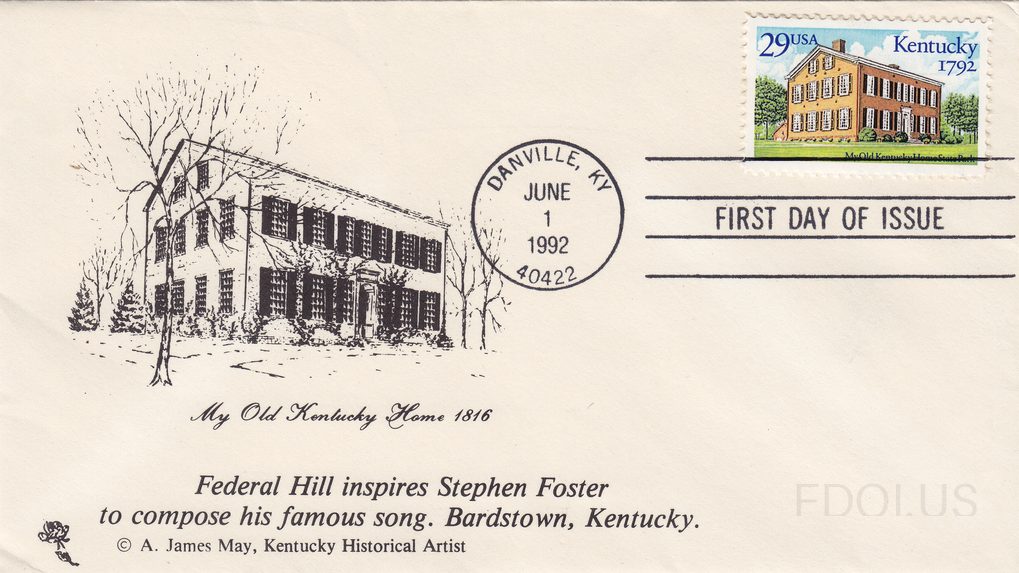 29 USA Kentucky
1792
My Old Kentucky Home State Park
DANVILLE, KY
JUNE
1
1992
40422
FIRST DAY OF ISSUE
My Old Kentucky Home 1816
Federal Hill inspires Stephen Foster
to compose his famous song. Bardstown, Kentucky.
© A. James May, Kentucky Historical Artist
FDOI.US